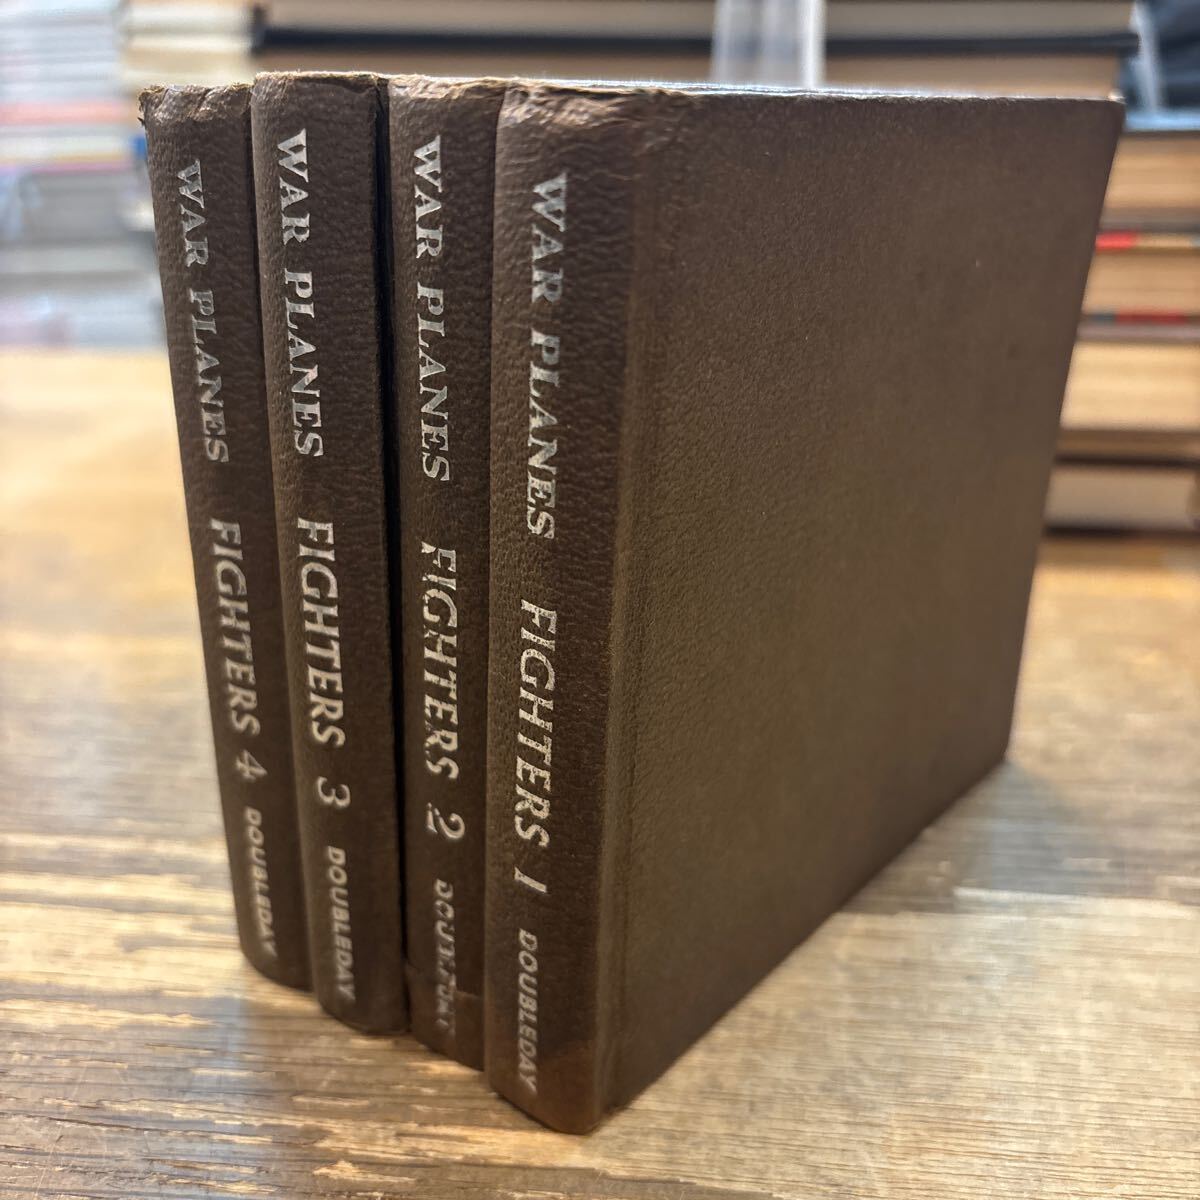 WAR PLANES FIGHTERS 4 DOUBLEDAY
WAR PLANES FIGHTERS 3 DOUBLEDAY
WAR PLANES FIGHTERS 2 DOUBLEDAY
WAR PLANES FIGHTERS 1 DOUBLEDAY